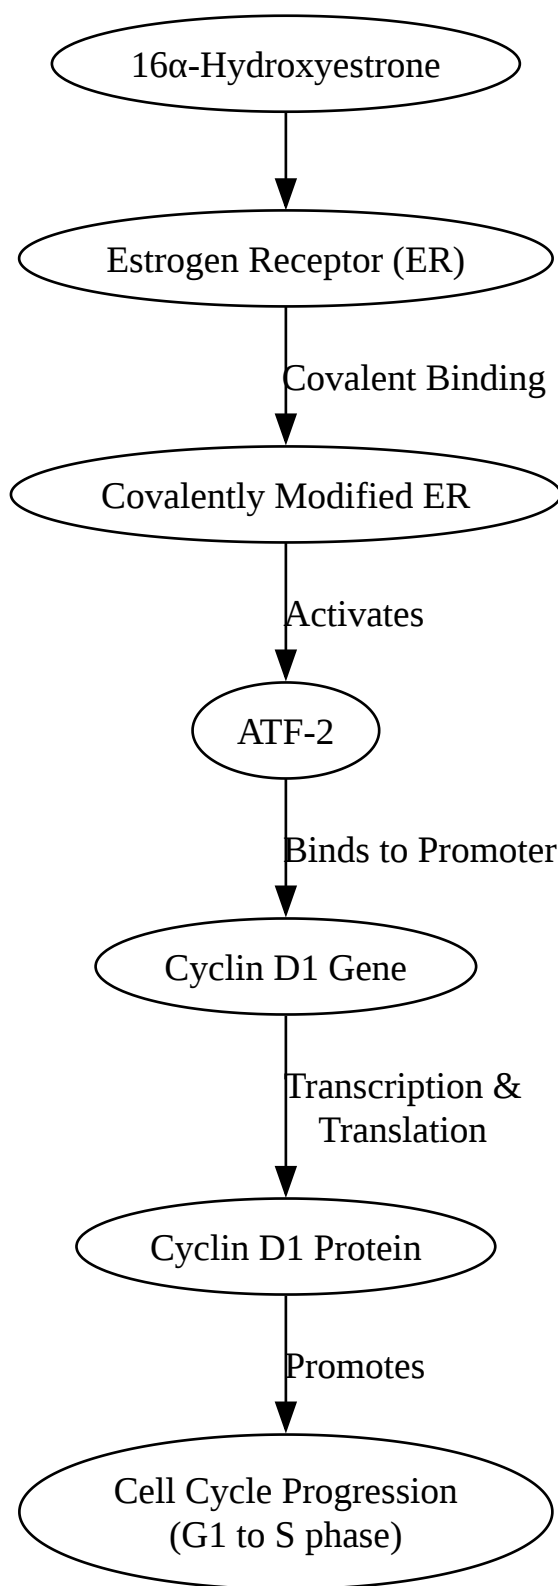 16α-Hydroxyestrone
Estrogen Receptor (ER)
Covalent Binding
Covalently Modified ER
Activates
ATF-2
Binds to Promoter
Cyclin D1 Gene
Transcription &
Translation
Cyclin D1 Protein
Promotes
Cell Cycle Progression
(G1 to S phase)